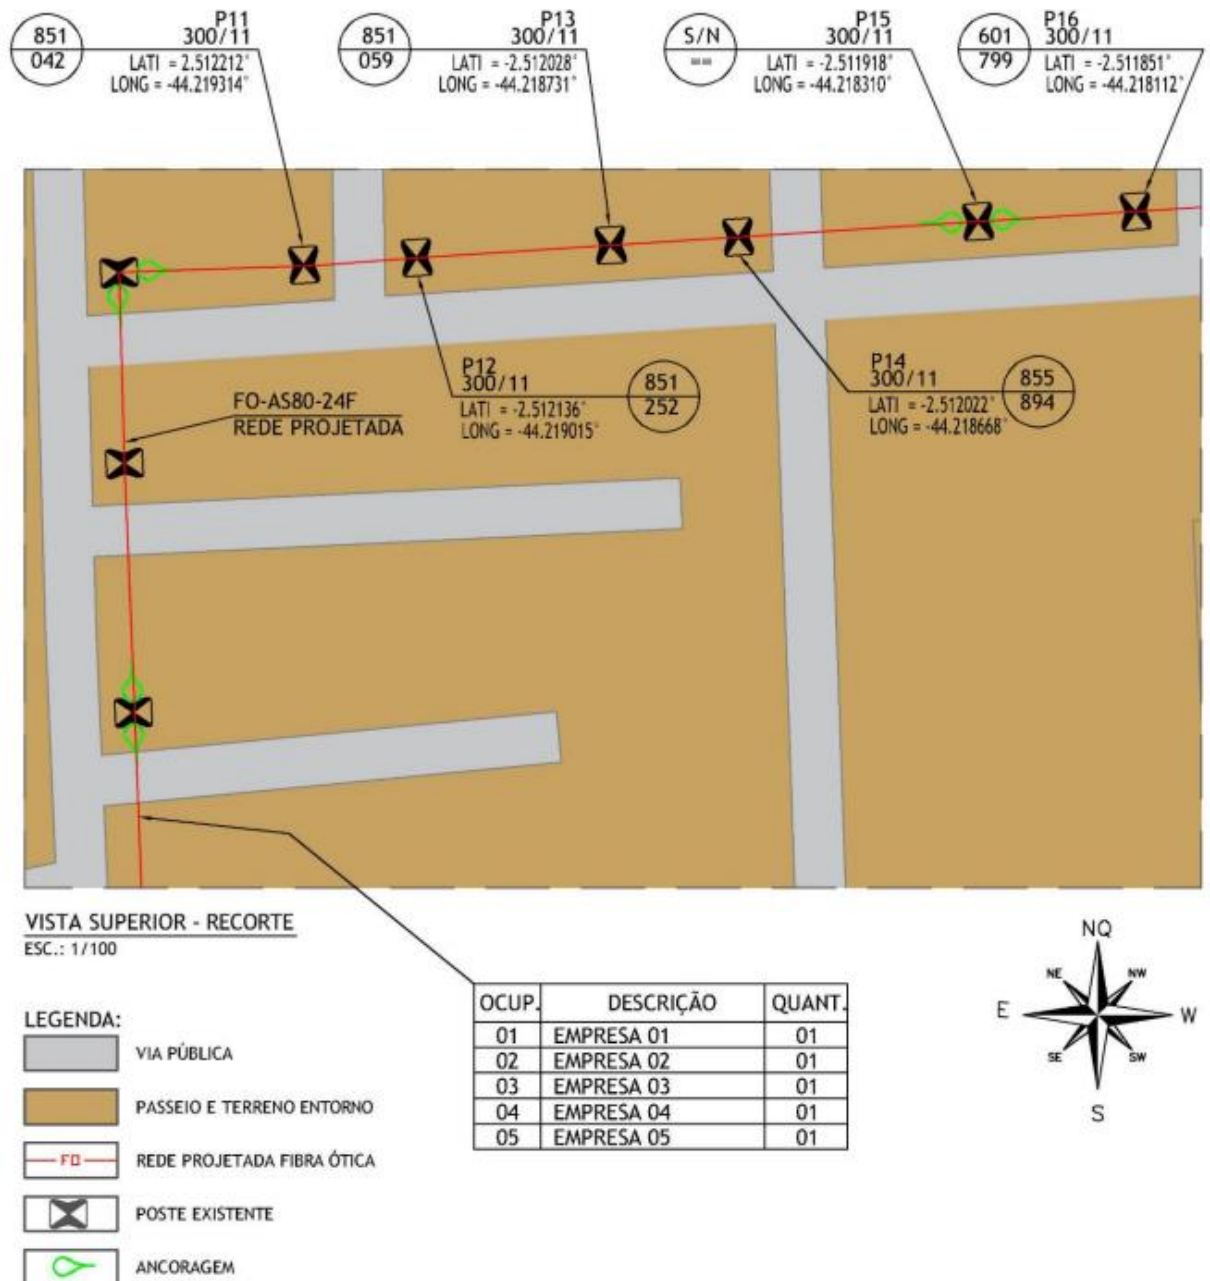 851
042
P11
300/11
LATI = 2.512212°
LONG = -44.219314°
851
059
P13
300/11
LATI = -2.512028°
LONG = -44.218731°
S/N
==
P15
300/11
LATI = -2.511918°
LONG = -44.218310°
601
799
P16
300/11
LATI = -2.511851°
LONG = -44.218112°
P12
300/11
LATI = -2.512136°
LONG = -44.219015°
851
252
P14
300/11
LATI = -2.512022°
LONG = -44.218668°
855
894
FO-AS80-24F
REDE PROJETADA
VISTA SUPERIOR - RECORTE
ESC.: 1/100
LEGENDA:
VIA PÚBLICA
PASSEIO E TERRENO ENTORNO
FO REDE PROJETADA FIBRA ÓTICA
POSTE EXISTENTE
ANCORAGEM
OCUP. DESCRIÇÃO QUANT.
01 EMPRESA 01 01
02 EMPRESA 02 01
03 EMPRESA 03 01
04 EMPRESA 04 01
05 EMPRESA 05 01
NQ
NE NW
E W
SE SW
S